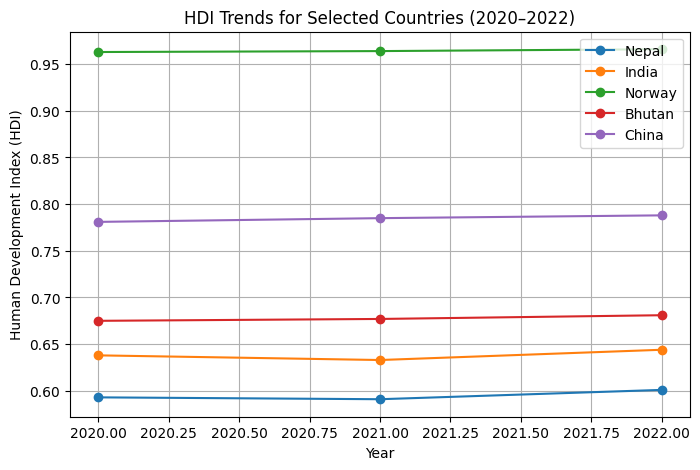 HDI Trends for Selected Countries (2020–2022)
Nepal
India
Norway
Bhutan
China
Human Development Index (HDI)
0.95
0.90
0.85
0.80
0.75
0.70
0.65
0.60
2020.00 2020.25 2020.50 2020.75 2021.00 2021.25 2021.50 2021.75 2022.00
Year